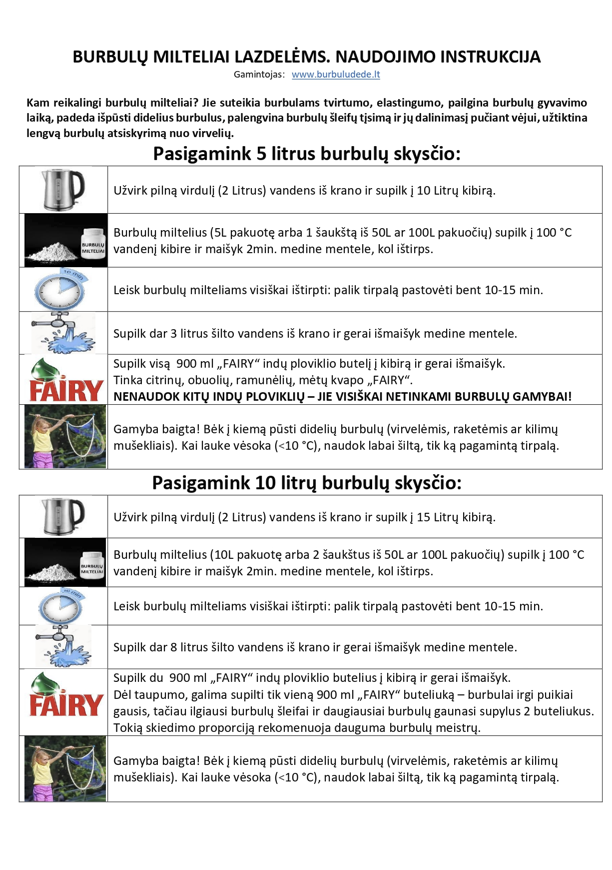 BURBULŲ MILTELIAI LAZDELĖMS. NAUDOJIMO INSTRUKCIJA
Gamintojas: www.burbuludede.lt
Kam reikalingi burbulų milteliai? Jie suteikia burbulams tvirtumo, elastingumo, pailgina burbulų gyvavimo
laiką, padeda išpūsti didelius burbulus, palengvina burbulų šleifų tįsimą ir jų dalinimasį pučiant vėjui, užtiktina
lengvą burbulų atsiskyrimą nuo virvelių.
Pasigamink 5 litrus burbulų skysčio:
Užvirk pilną virdulį (2 Litrus) vandens iš krano ir supilk į 10 Litrų kibirą.
Burbulų miltelius (5L pakuotę arba 1 šaukštą iš 50L ar 100L pakuočių) supilk į 100 °C
vandenį kibire ir maišyk 2min. medine mentele, kol ištirps.
BURBULŲ
MILTELIAI
Leisk burbulų milteliams visiškai ištirpti: palik tirpalą pastovėti bent 10-15 min.
Supilk dar 3 litrus šilto vandens iš krano ir gerai išmaišyk medine mentele.
FAIRY
Supilk visą 900 ml „FAIRY“ indų ploviklio butelį į kibirą ir gerai išmaišyk.
Tinka citrinų, obuolių, ramunėlių, mėtų kvapo „FAIRY“.
NENAUDOK KITŲ INDŲ PLOVIKLIŲ – JIE VISIŠKAI NETINKAMI BURBULŲ GAMYBAI!
Gamyba baigta! Bėk į kiemą pūsti didelių burbulų (virvelėmis, raketėmis ar kilimų
mušekliais). Kai lauke vėsoka (<10 °C), naudok labai šiltą, tik ką pagamintą tirpalą.
Pasigamink 10 litrų burbulų skysčio:
Užvirk pilną virdulį (2 Litrus) vandens iš krano ir supilk į 15 Litrų kibirą.
Burbulų miltelius (10L pakuotę arba 2 šaukštus iš 50L ar 100L pakuočių) supilk į 100 °C
vandenį kibire ir maišyk 2min. medine mentele, kol ištirps.
BURBULŲ
MILTELIAI
Leisk burbulų milteliams visiškai ištirpti: palik tirpalą pastovėti bent 10-15 min.
Supilk dar 8 litrus šilto vandens iš krano ir gerai išmaišyk medine mentele.
FAIRY
Supilk du 900 ml „FAIRY“ indų ploviklio butelius į kibirą ir gerai išmaišyk.
Dėl taupumo, galima supilti tik vieną 900 ml „FAIRY“ buteliuką – burbulai irgi puikiai
gausis, tačiau ilgiausi burbulų šleifai ir daugiausiai burbulų gaunasi supylus 2 buteliukus.
Tokią skiedimo proporciją rekomenuoja dauguma burbulų meistrų.
Gamyba baigta! Bėk į kiemą pūsti didelių burbulų (virvelėmis, raketėmis ar kilimų
mušekliais). Kai lauke vėsoka (<10 °C), naudok labai šiltą, tik ką pagamintą tirpalą.